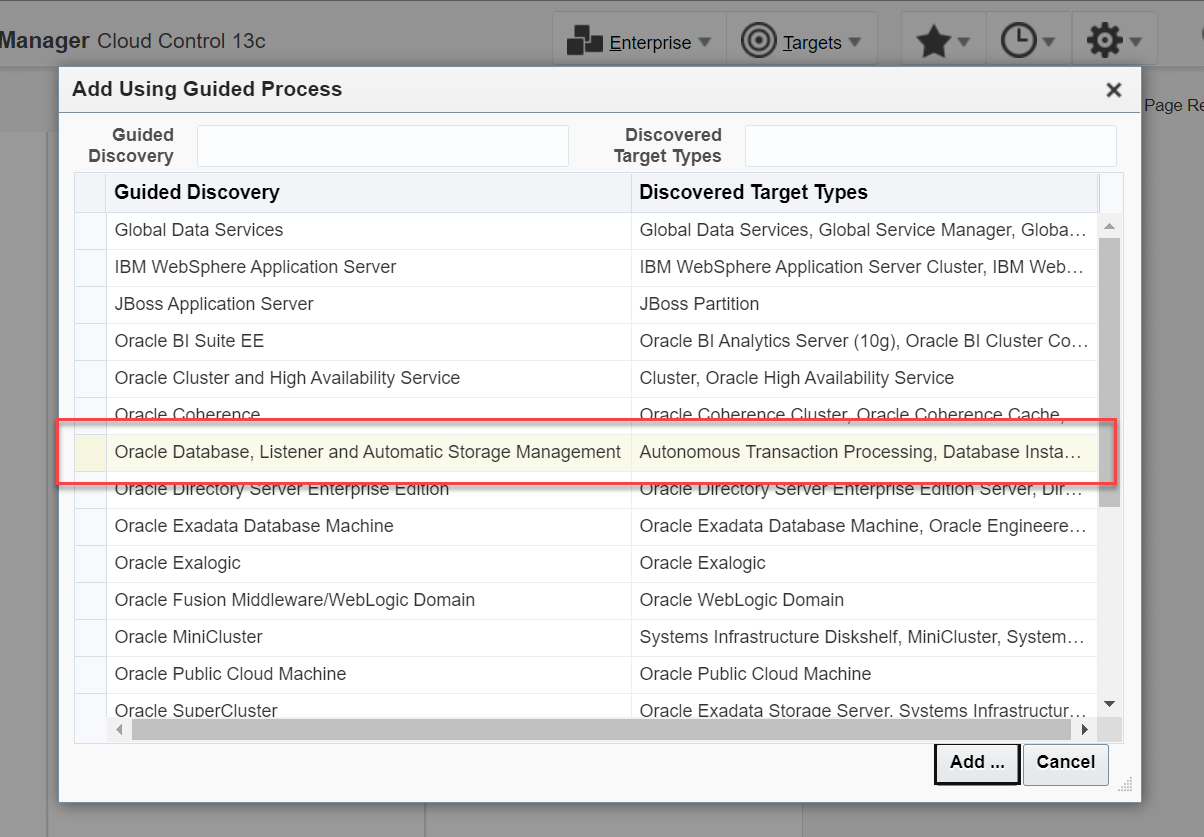 Manager Cloud Control 13c
Enterprise
Targets
Page Re
Add Using Guided Process
Guided
Discovery
Discovered
Target Types
Guided Discovery Discovered Target Types
Global Data Services Global Data Services, Global Service Manager, Globa...
IBM WebSphere Application Server IBM WebSphere Application Server Cluster, IBM Web...
JBoss Application Server JBoss Partition
Oracle BI Suite EE Oracle BI Analytics Server (10g), Oracle BI Cluster Co...
Oracle Cluster and High Availability Service Cluster, Oracle High Availability Service
Oracle Coherence Oracle Coherence Cluster, Oracle Coherence Cache,
Oracle Database, Listener and Automatic Storage Management Autonomous Transaction Processing, Database Insta...
Oracle Directory Server Enterprise Edition Oracle Directory Server Enterprise Edition Server, Dir...
Oracle Exadata Database Machine Oracle Exadata Database Machine, Oracle Engineere...
Oracle Exalogic Oracle Exalogic
Oracle Fusion Middleware/WebLogic Domain Oracle WebLogic Domain
Oracle MiniCluster Systems Infrastructure Diskshelf, MiniCluster, System...
Oracle Public Cloud Machine Oracle Public Cloud Machine
Oracle SuperCluster Oracle Exadata Storage Server, Systems Infrastructur...
Add ... Cancel